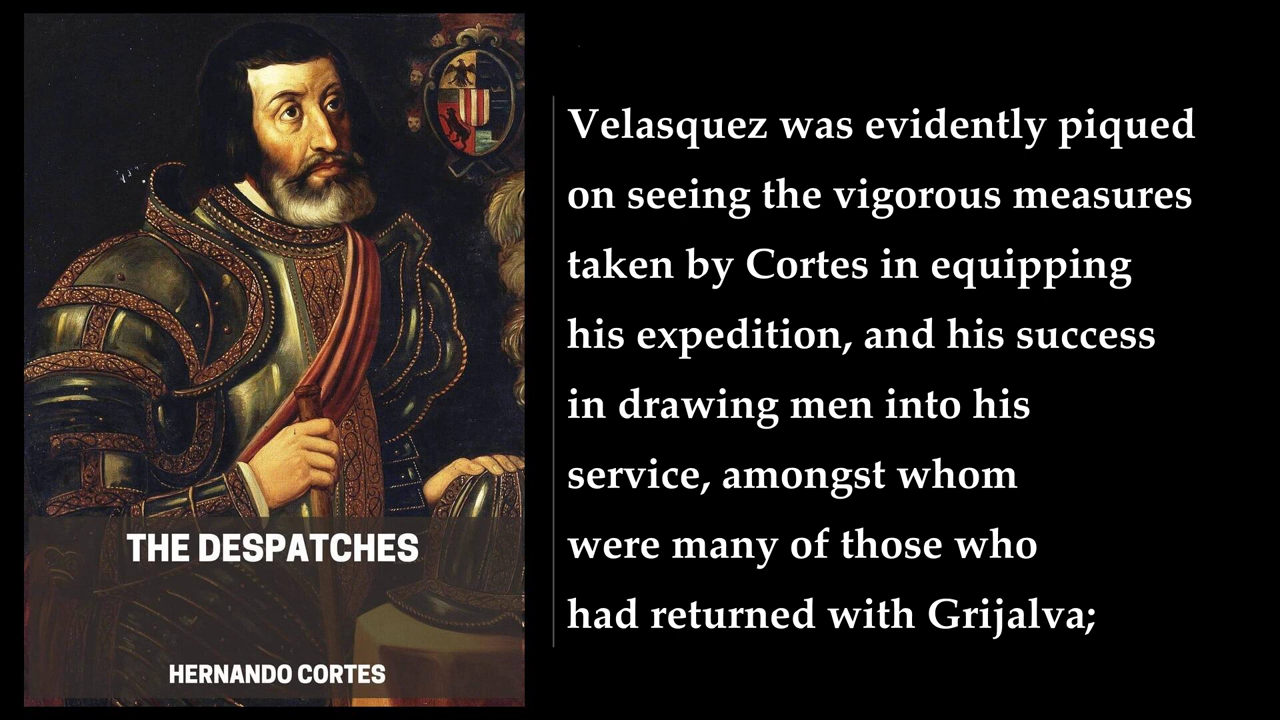 THE DESPATCHES
HERNANDO CORTES
Velasquez was evidently piqued
on seeing the vigorous measures
taken by Cortes in equipping
his expedition, and his success
in drawing men into his
service, amongst whom
were many of those who
had returned with Grijalva;